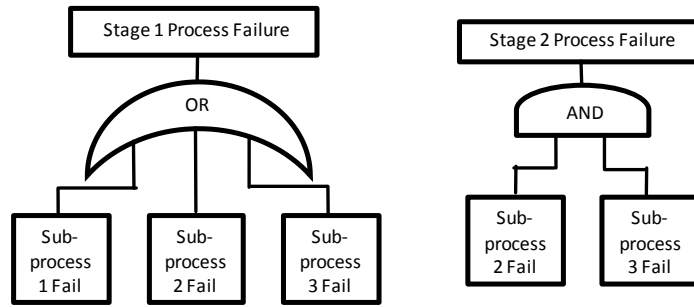 Stage 1 Process Failure
OR
Sub-
process
1 Fail
Sub-
process
2 Fail
Sub-
process
3 Fail
Stage 2 Process Failure
AND
Sub-
process
2 Fail
Sub-
process
3 Fail